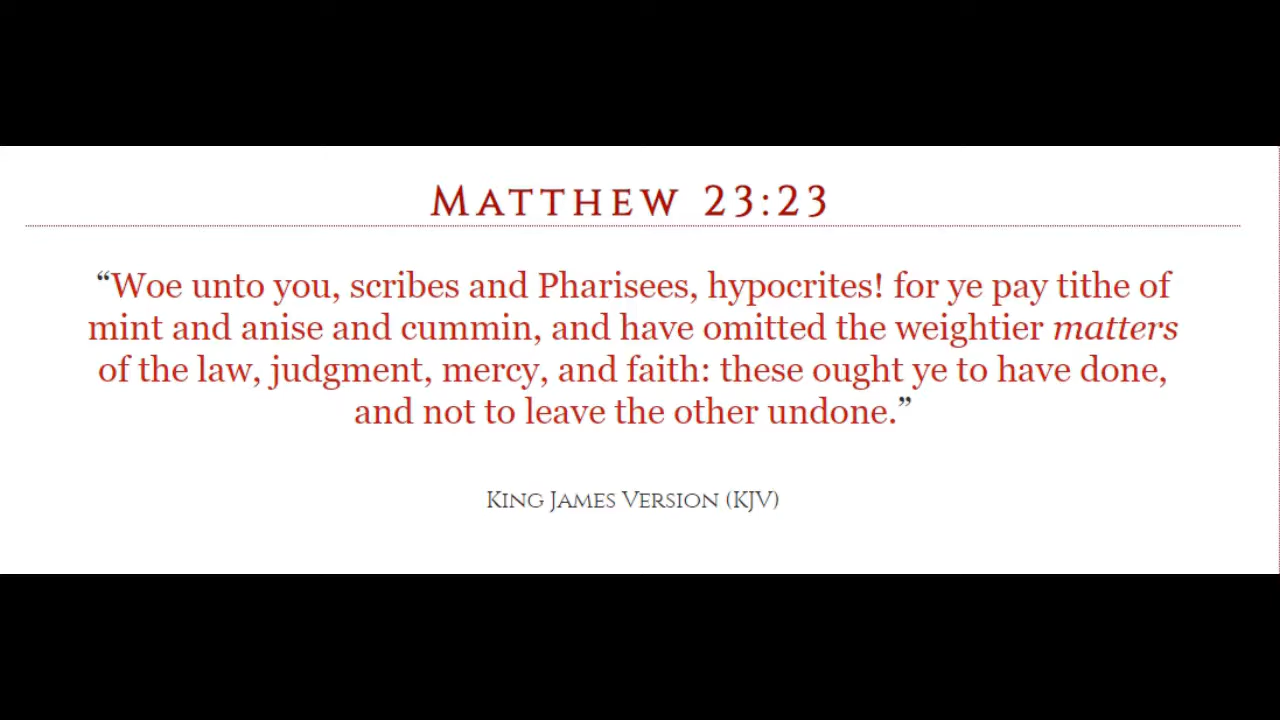 Matthew 23:23
“Woe unto you, scribes and Pharisees, hypocrites! for ye pay tithe of
mint and anise and cummin, and have omitted the weightier matters
of the law, judgment, mercy, and faith: these ought ye to have done,
and not to leave the other undone.”
King James Version (KJV)